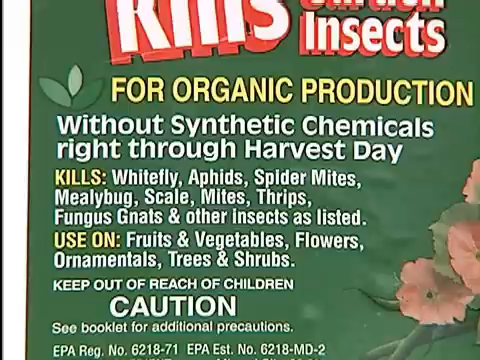 Kills
Insects
FOR ORGANIC PRODUCTION
Without Synthetic Chemicals
right through Harvest Day
KILLS: Whitefly, Aphids, Spider Mites,
Mealybug, Scale, Mites, Thrips,
Fungus Gnats & other insects as listed.
USE ON: Fruits & Vegetables, Flowers,
Ornamentals, Trees & Shrubs.
KEEP OUT OF REACH OF CHILDREN
CAUTION
See booklet for additional precautions.
EPA Reg. No. 6218-71 EPA Est. No. 6218-MD-2